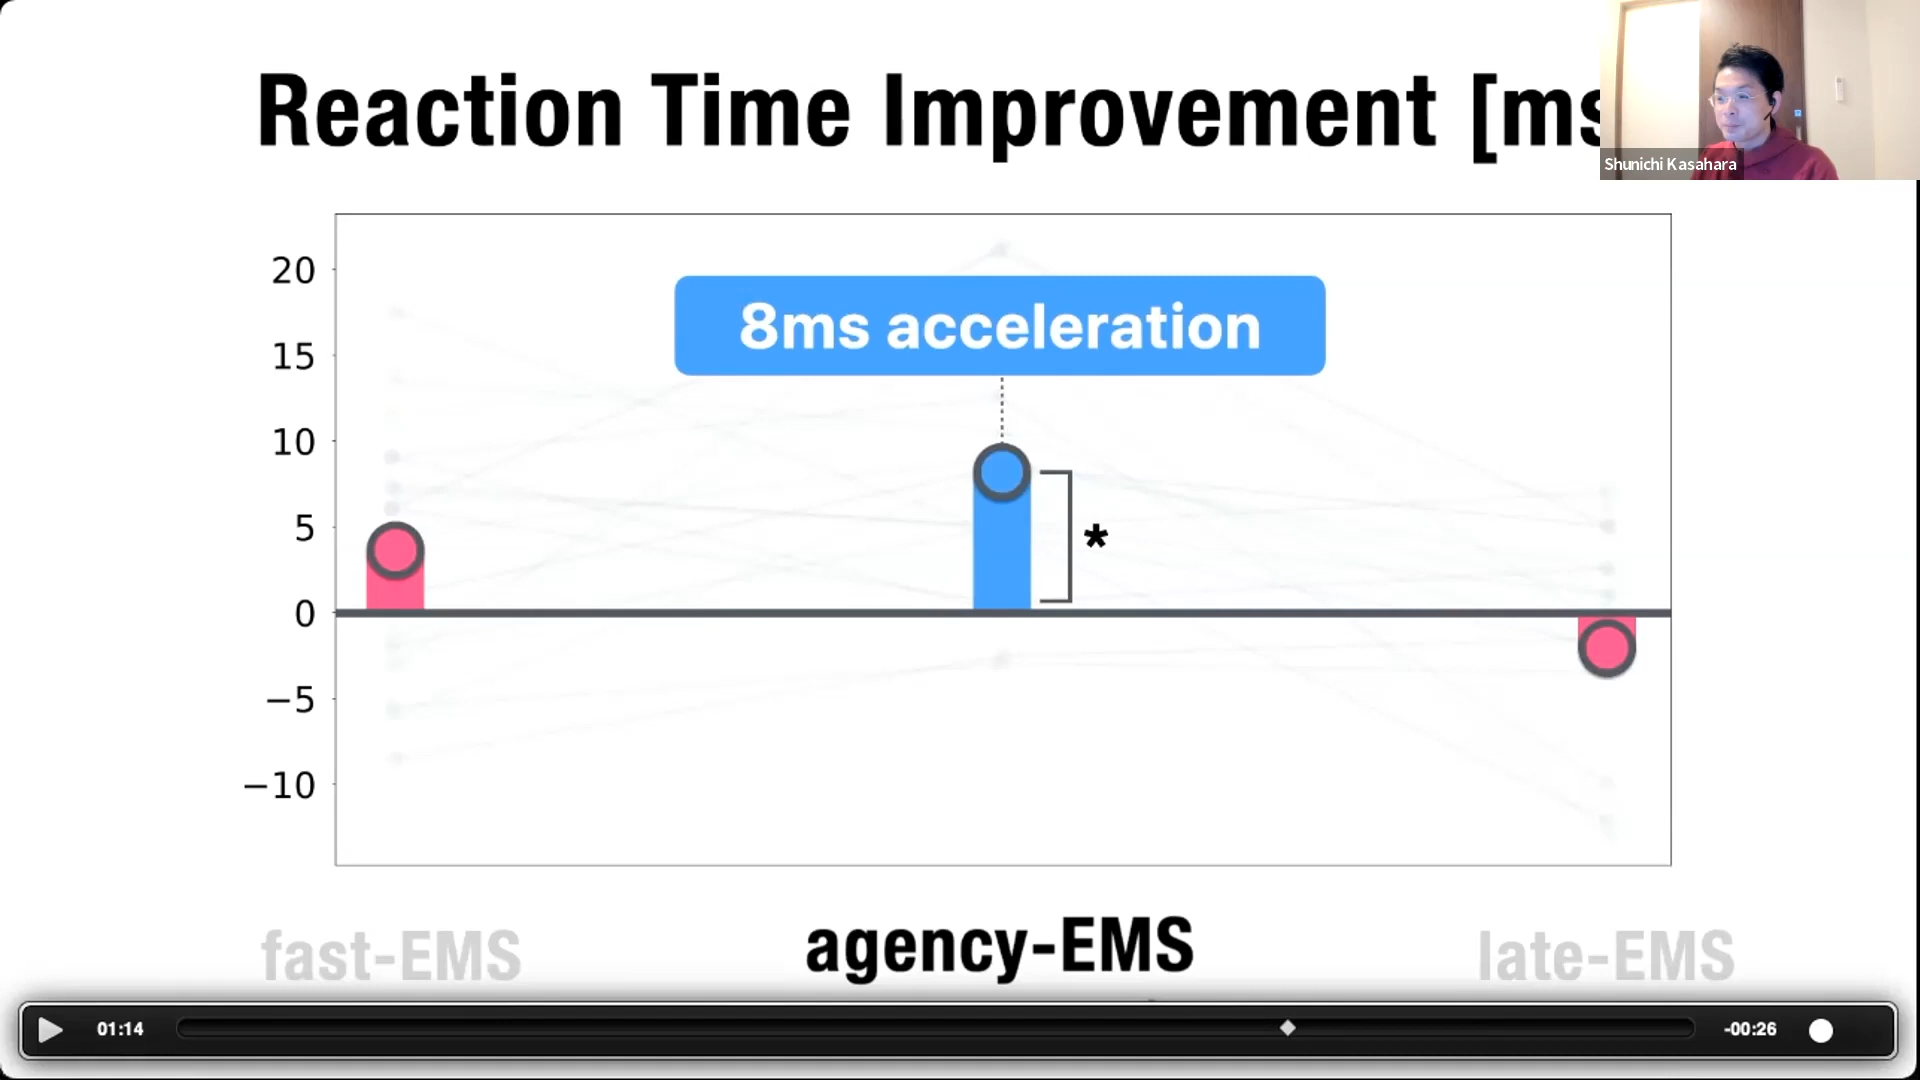 Reaction Time Improvement [ms
Shunichi Kasahara
20
15
10
5
0
−5
−10
8ms acceleration
*
fast-EMS
agency-EMS
late-EMS
01:14
-00:26